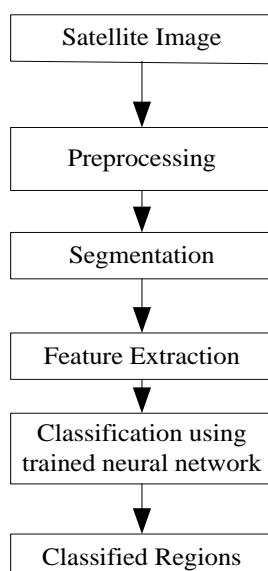 Satellite Image
Preprocessing
Segmentation
Feature Extraction
Classification using
trained neural network
Classified Regions